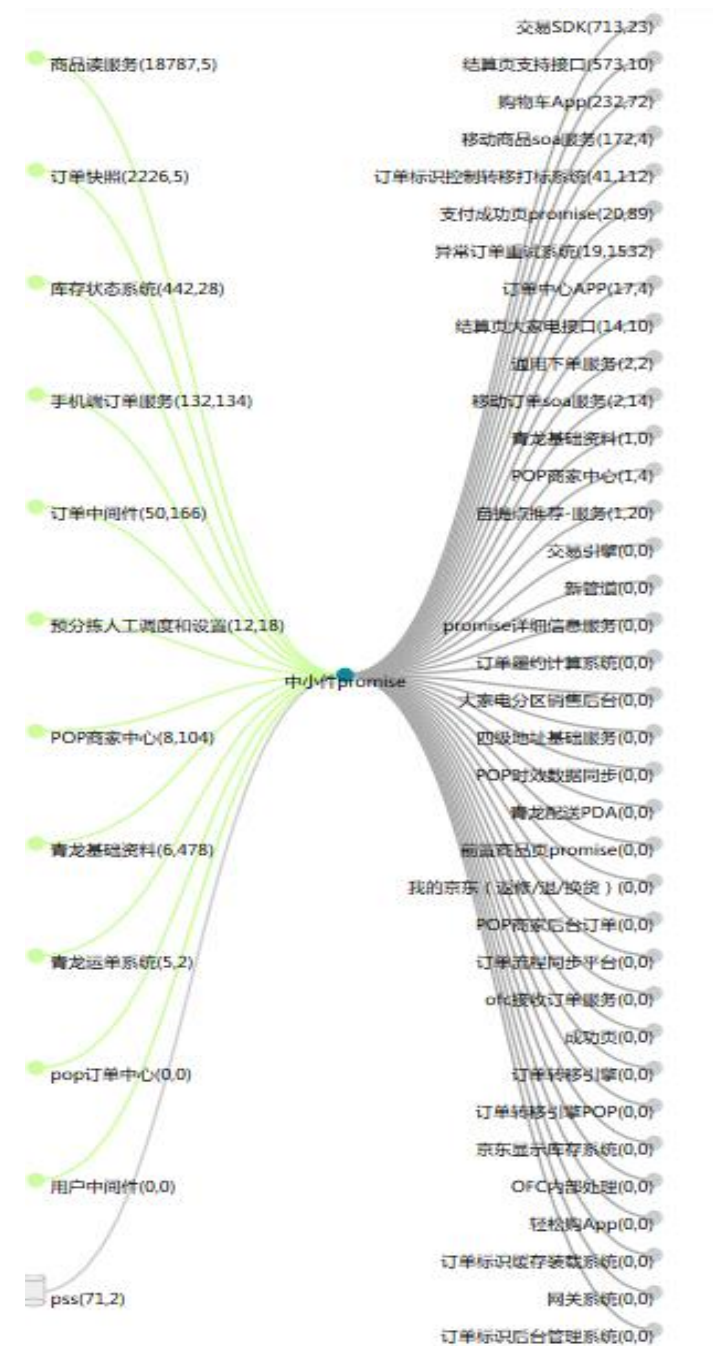 商品读服务(18787,5)
订单快照(2226,5)
库存状态系统(442,28)
手机端订单服务(132,134)
订单中间件(50,166)
预分拣人工调度和设置(12,18)
POP商家中心(8,104)
青龙基础资料(6,478)
青龙运单系统(5,2)
pop订单中心(0,0)
用户中间件(0,0)
pss(71,2)
中小件promise
交易SDK(713,23)
结算页支持接口(573,10)
购物车App(232,72)
移动商品soa服务(172,4)
订单标识控制转移打标系统(41,112)
支付成功页promise(20,89)
异常订单重试系统(19,1532)
订单中心APP(17,4)
结算页大家电接口(14,10)
通用下单服务(2,2)
移动订单soa服务(2,14)
青龙基础资料(1,0)
POP商家中心(1,4)
自提点推荐-服务(1,20)
交易引擎(0,0)
新管道(0,0)
promise详细信息服务(0,0)
订单履约计算系统(0,0)
大家电分区销售后台(0,0)
四级地址基础服务(0,0)
POP时效数据同步(0,0)
青龙配送PDA(0,0)
前置商品页promise(0,0)
我的京东（返修/退/换货）(0,0)
POP商家后台订单(0,0)
订单流程同步平台(0,0)
ofc接收订单服务(0,0)
成功页(0,0)
订单转移引擎(0,0)
订单转移引擎POP(0,0)
京东显示库存系统(0,0)
OFC内部处理(0,0)
轻松购App(0,0)
订单标识缓存装载系统(0,0)
网关系统(0,0)
订单标识后台管理系统(0,0)